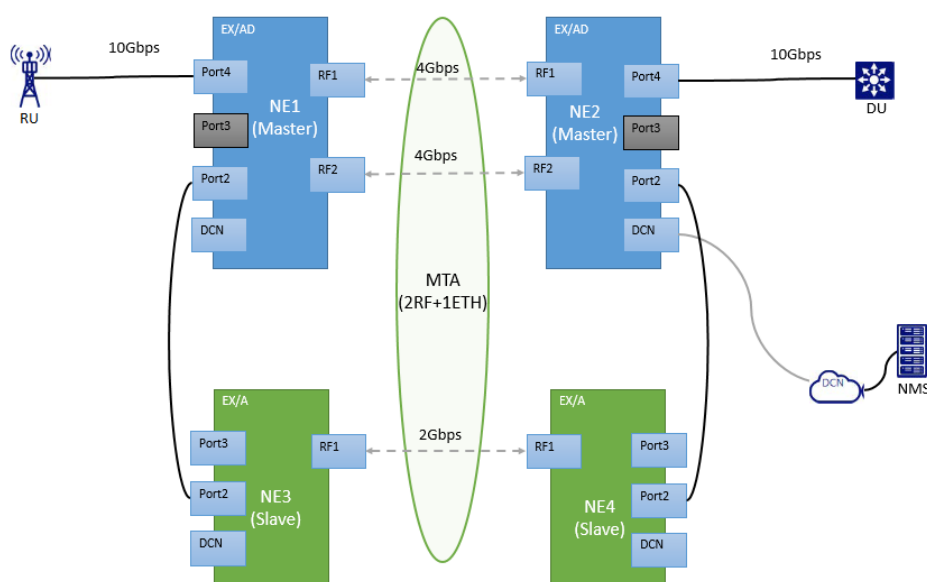 EX/AD
EX/AD
10Gbps
4Gbps
10Gbps
Port4
RF1
RF1
Port4
RU
NE1
(Master)
NE2
(Master)
DU
Port3
Port3
4Gbps
Port2
RF2
RF2
Port2
DCN
DCN
MTA
(2RF+1ETH)
DCN
NMS
EX/A
EX/A
Port3
RF1
2Gbps
RF1
Port3
Port2
NE3
(Slave)
NE4
(Slave)
Port2
DCN
DCN